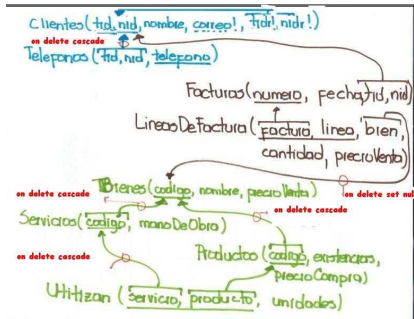 Clientes(tid,nid,nombre, correo!, tidr!,nidr!)
on delete cascade
Telefonos (tid,nid, telefono)
Facturas(numero, fecha,tid,nid)
LineasDeFactura(factura, linea, bien,
cantidad, precioVenta)
Bienes(codigo, nombre, precioVenta)
on delete cascade
on delete set nul
on delete cascade
Servicios(codigo, manoDeObra)
Productos (codigo, existencias,
precioCompra)
on delete cascade
Utilizan (servicio, producto, unidades)